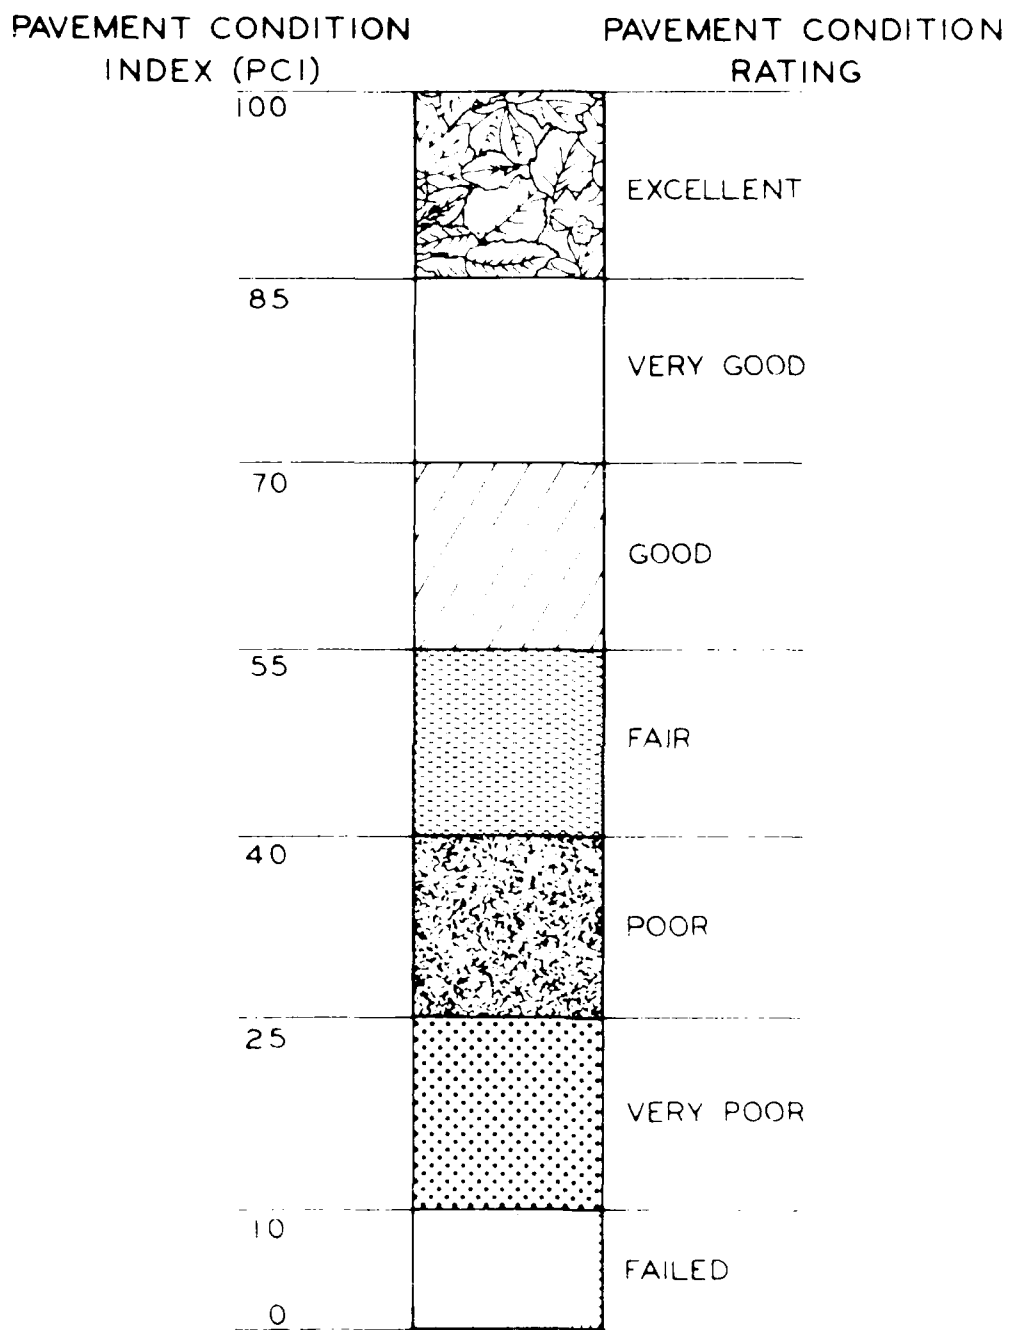 PAVEMENT CONDITION
INDEX (PCI)
PAVEMENT CONDITION
RATING
100
EXCELLENT
85
VERY GOOD
70
GOOD
55
FAIR
40
POOR
25
VERY POOR
10
FAILED
0